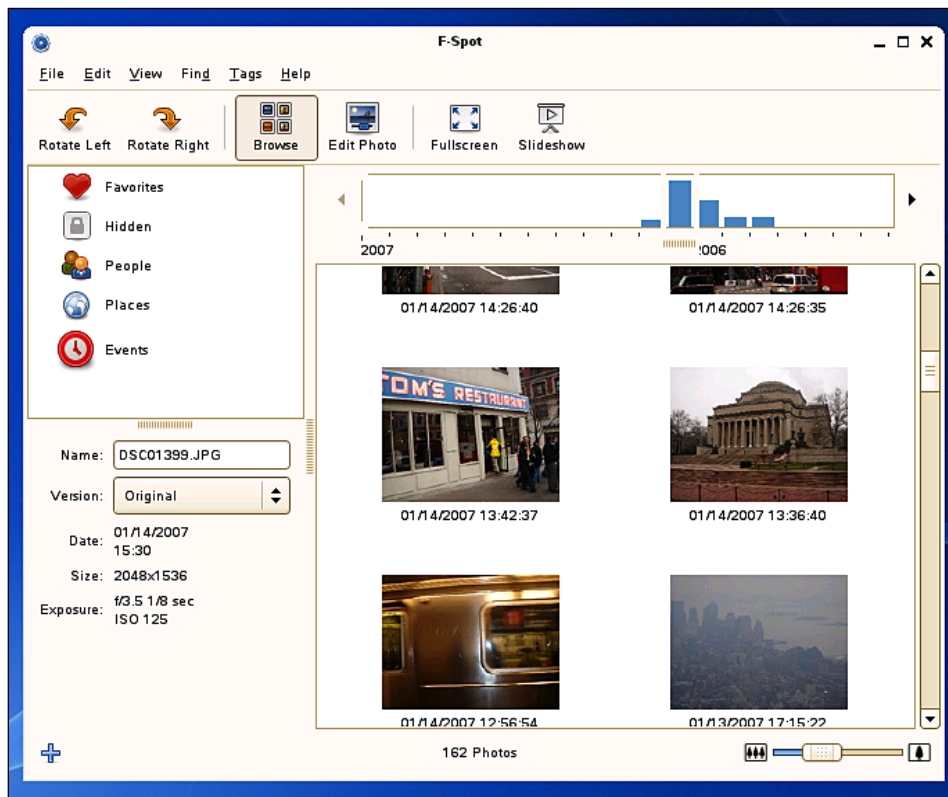 F-Spot
File Edit View Find Tags Help
Rotate Left Rotate Right Browse Edit Photo Fullscreen Slideshow
Favorites
Hidden
People
Places
Events
2007 006
01/14/2007 14:26:40 01/14/2007 14:26:35
TOM'S RESTAURANT
01/14/2007 13:42:37 01/14/2007 13:36:40
01/14/2007 12:56:54 01/13/2007 17:15:22
Name: DSC01399.JPG
Version: Original
Date: 01/14/2007
15:30
Size: 2048x1536
Exposure: f/3.5 1/8 sec
ISO 125
162 Photos